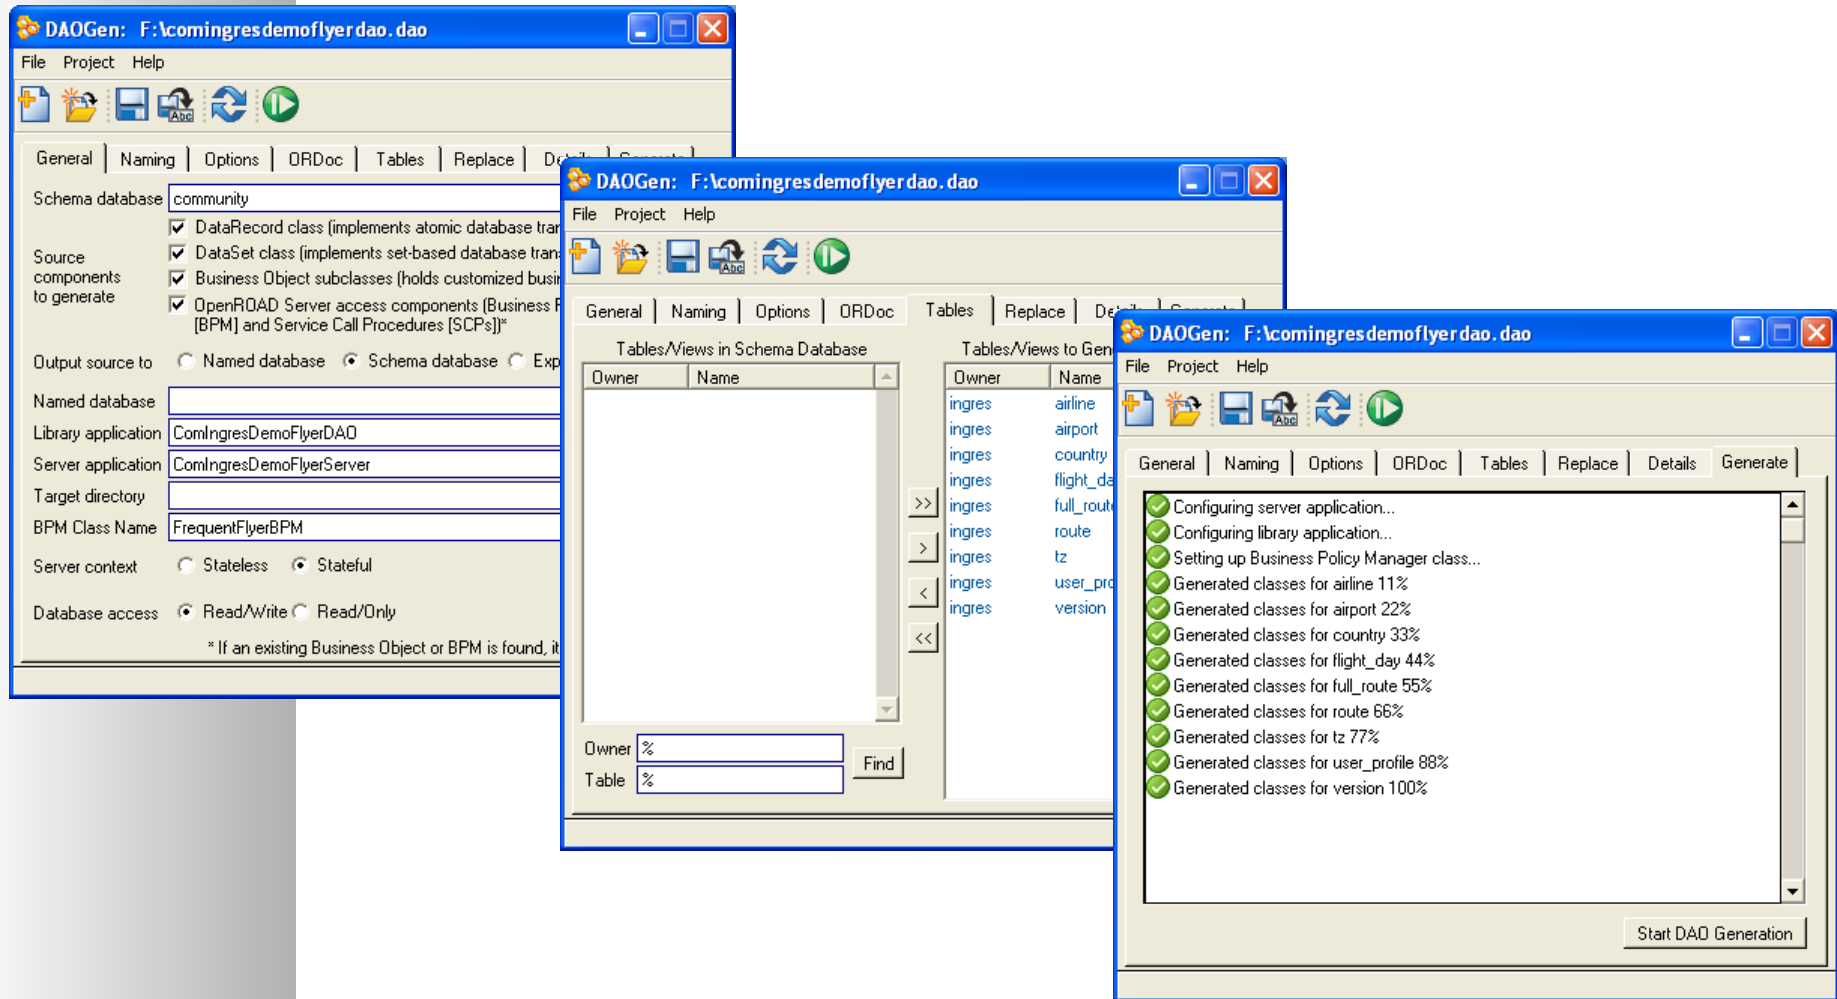 DAOGen: F:\comingresdemoflyerdao.dao
File Project Help
Abc
General Naming Options ORDoc Tables Replace
Schema database community
Source components to generate
DataRecord class (implements atomic database
DataSet class (implements set-based database
Business Object subclasses (holds customized
OpenROAD Server access components (Business
[BPM] and Service Call Procedures [SCPs])*
Output source to Named database Schema database
Named database
Library application ComIngresDemoFlyerDAO
Server application ComIngresDemoFlyerServer
Target directory
BPM Class Name FrequentFlyerBPM
Server context Stateless Stateful
Database access Read/Write Read/Only
* If an existing Business Object or BPM is found, it
DAOGen: F:\comingresdemoflyerdao.dao
File Project Help
Abc
General Naming Options ORDoc Tables Replace
Tables/Views in Schema Database
Owner Name
Tables/Views to
Owner Name
ingres airline
ingres airport
ingres country
ingres flight_da
ingres full_rout
ingres route
ingres tz
ingres user_pro
ingres version
>>
>
<
<<
Owner %
Table %
Find
DAOGen: F:\comingresdemoflyerdao.dao
File Project Help
Abc
General Naming Options ORDoc Tables Replace Details Generate
Configuring server application...
Configuring library application...
Setting up Business Policy Manager class...
Generated classes for airline 11%
Generated classes for airport 22%
Generated classes for country 33%
Generated classes for flight_day 44%
Generated classes for full_route 55%
Generated classes for route 66%
Generated classes for tz 77%
Generated classes for user_profile 88%
Generated classes for version 100%
Start DAO Generation